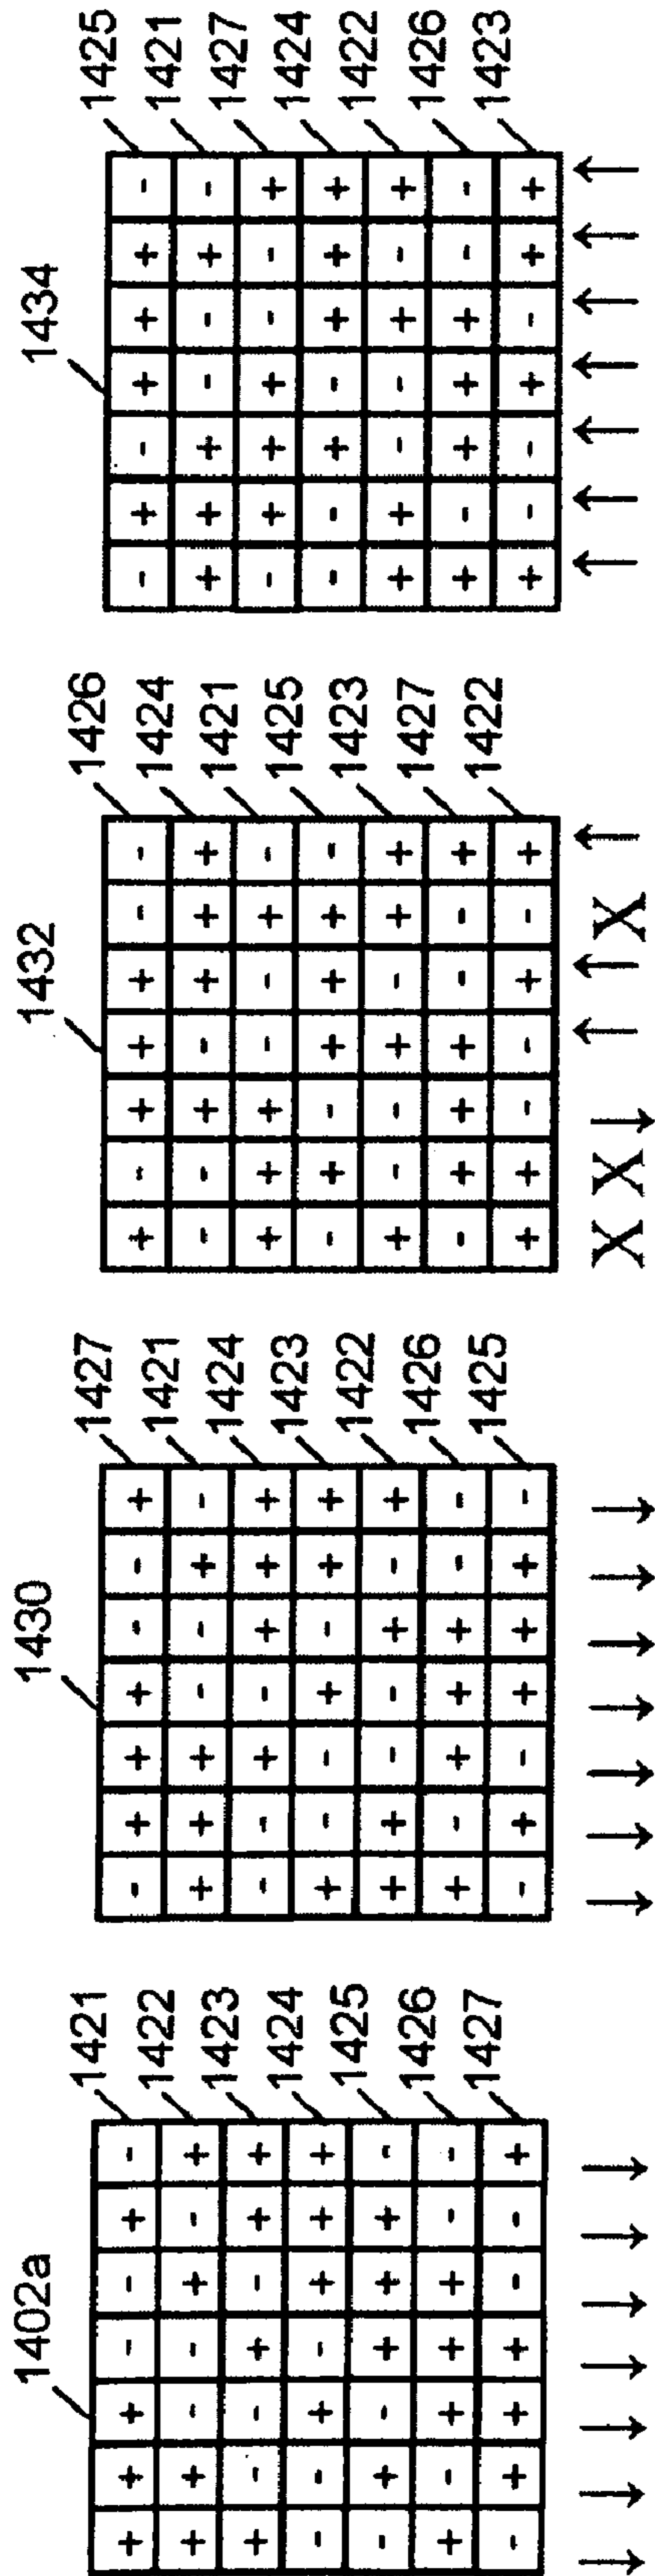 1402a
+ + + - - + - 1421
+ + - - + - + 1422
+ - - + - + + 1423
- - + - + + + 1424
- + - + + + - 1425
+ - + + + - - 1426
- + + + - - + 1427
↓ ↓ ↓ ↓ ↓ ↓ ↓
1430
- + + + - - + 1427
+ + + - - + - 1421
- - + - + + + 1424
+ - - + - + + 1423
+ + - - + - + 1422
+ - + + + - - 1426
- + - + + + - 1425
↓ ↓ ↓ ↓ ↓ ↓ ↓
1432
+ - + + + - - 1426
- - + - + + + 1424
+ + + - - + - 1421
- + - + + + - 1425
+ - - + - + + 1423
- + + + - - + 1427
+ + - - + - + 1422
X X ↓ ↑ ↑ X ↑
1434
- + - + + + - 1425
+ + + - - + - 1421
- + + + - - + 1427
- - + - + + + 1424
+ + - - + - + 1422
+ - + + + - - 1426
+ - - + - + + 1423
↑ ↑ ↑ ↑ ↑ ↑ ↑